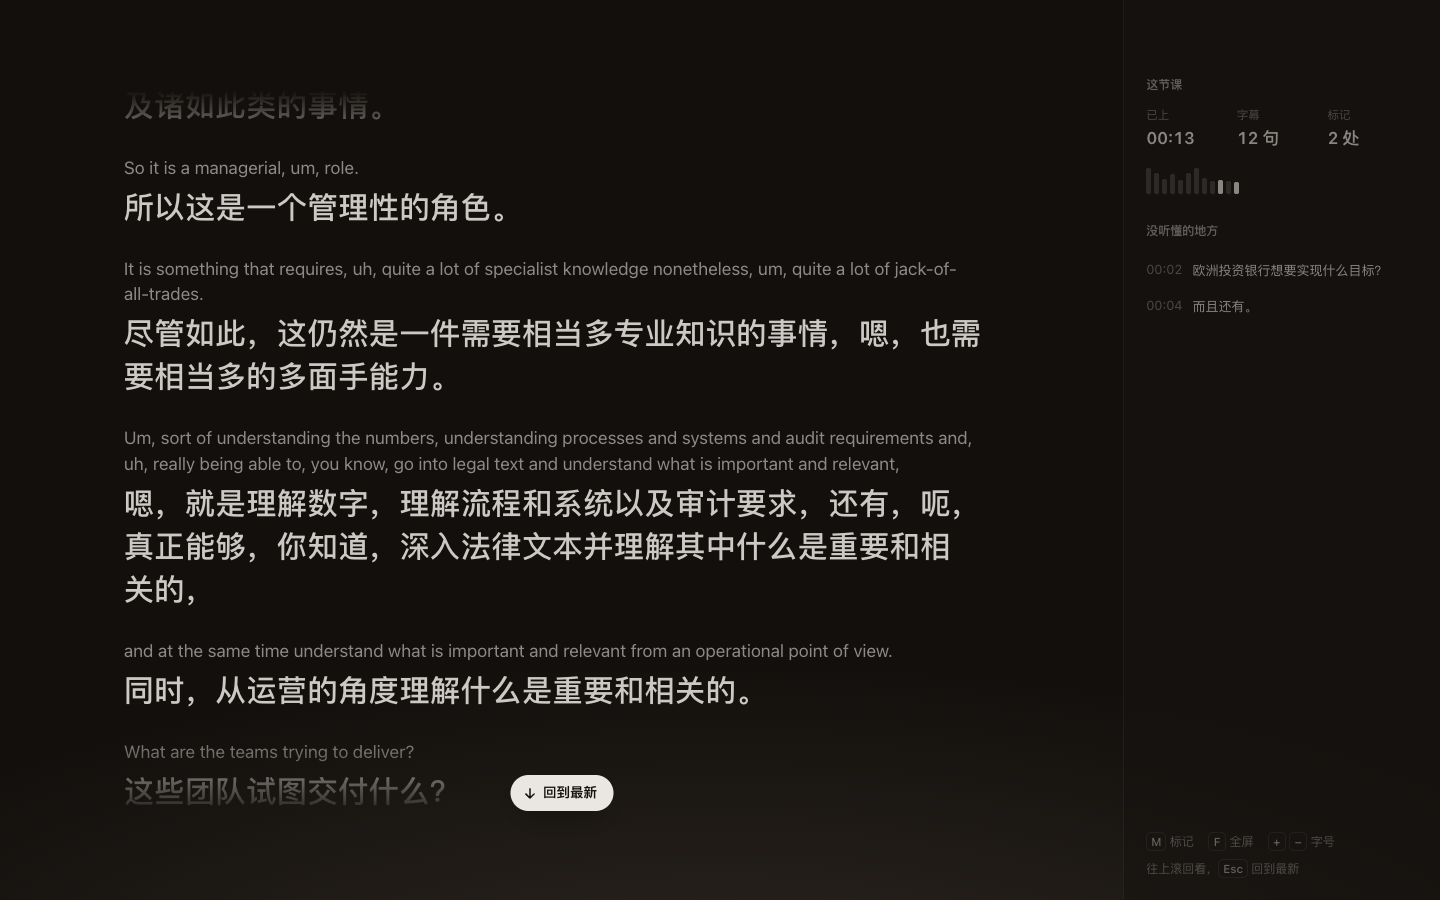 及诸如此类的事情。
So it is a managerial, um, role.
所以这是一个管理性的角色。
It is something that requires, uh, quite a lot of specialist knowledge nonetheless, um, quite a lot of jack-of-
all-trades.
尽管如此，这仍然是一件需要相当多专业知识的事情，嗯，也需
要相当多的多面手能力。
Um, sort of understanding the numbers, understanding processes and systems and audit requirements and,
uh, really being able to, you know, go into legal text and understand what is important and relevant,
嗯，就是理解数字，理解流程和系统以及审计要求，还有，呃，
真正能够，你知道，深入法律文本并理解其中什么是重要和相
关的，
and at the same time understand what is important and relevant from an operational point of view.
同时，从运营的角度理解什么是重要和相关的。
What are the teams trying to deliver?
这些团队试图交付什么？
↓ 回到最新
这节课
已上 字幕 标记
00:13 12 句 2 处
没听懂的地方
00:02 欧洲投资银行想要实现什么目标?
00:04 而且还有。
M 标记 F 全屏 + − 字号
往上滚回看，Esc 回到最新